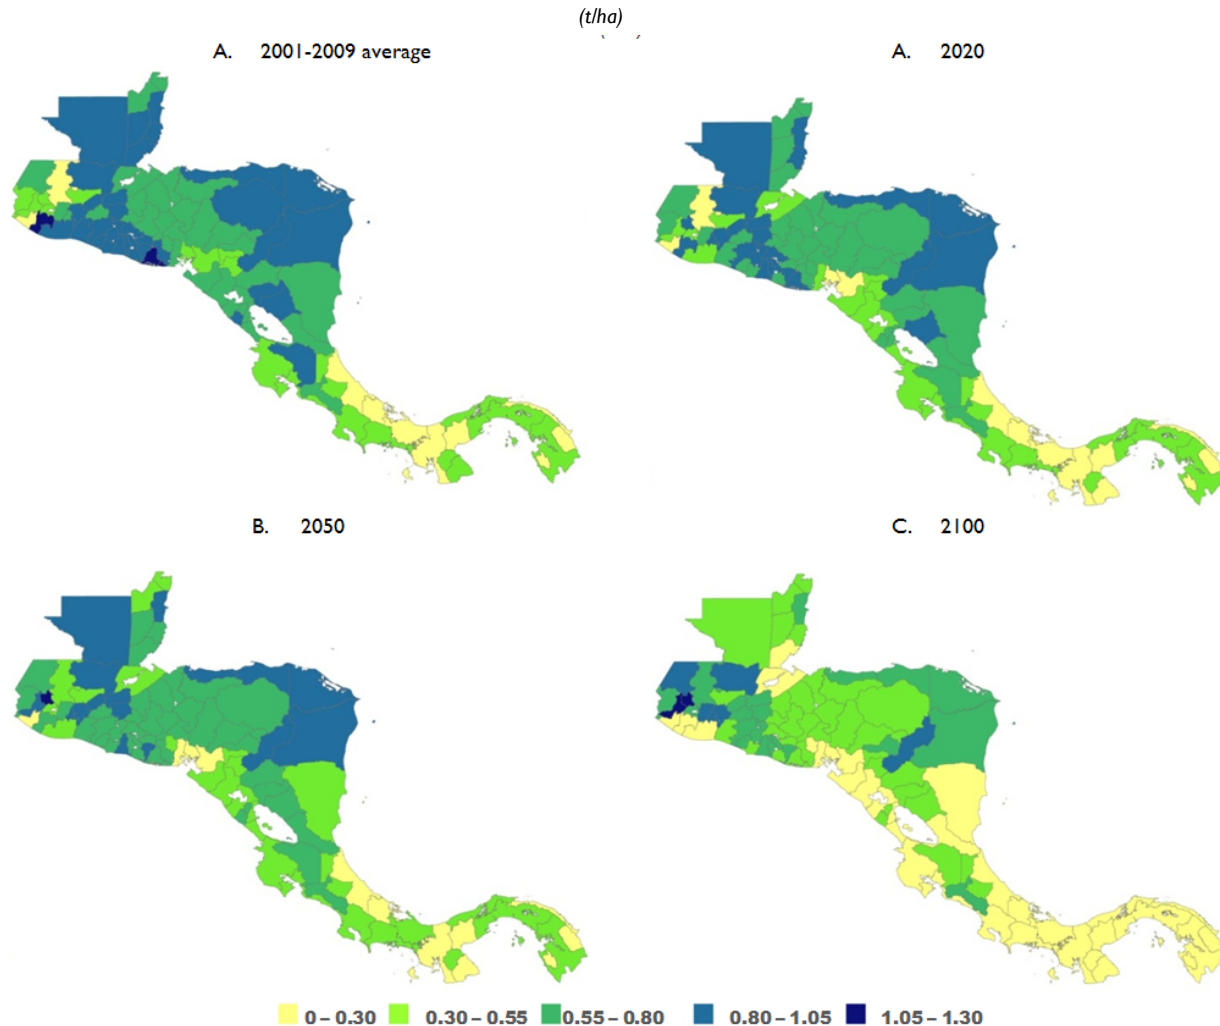 (t/ha)
A. 2001-2009 average
A. 2020
B. 2050
C. 2100
0 – 0.30 0.30 – 0.55 0.55 – 0.80 0.80 – 1.05 1.05 – 1.30